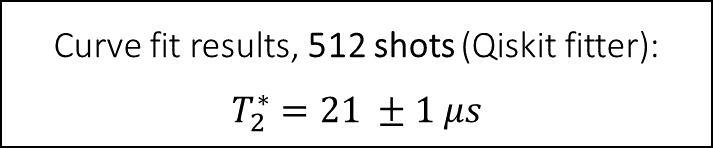 Curve fit results, 512 shots (Qiskit fitter):
T₂* = 21 ± 1 μs